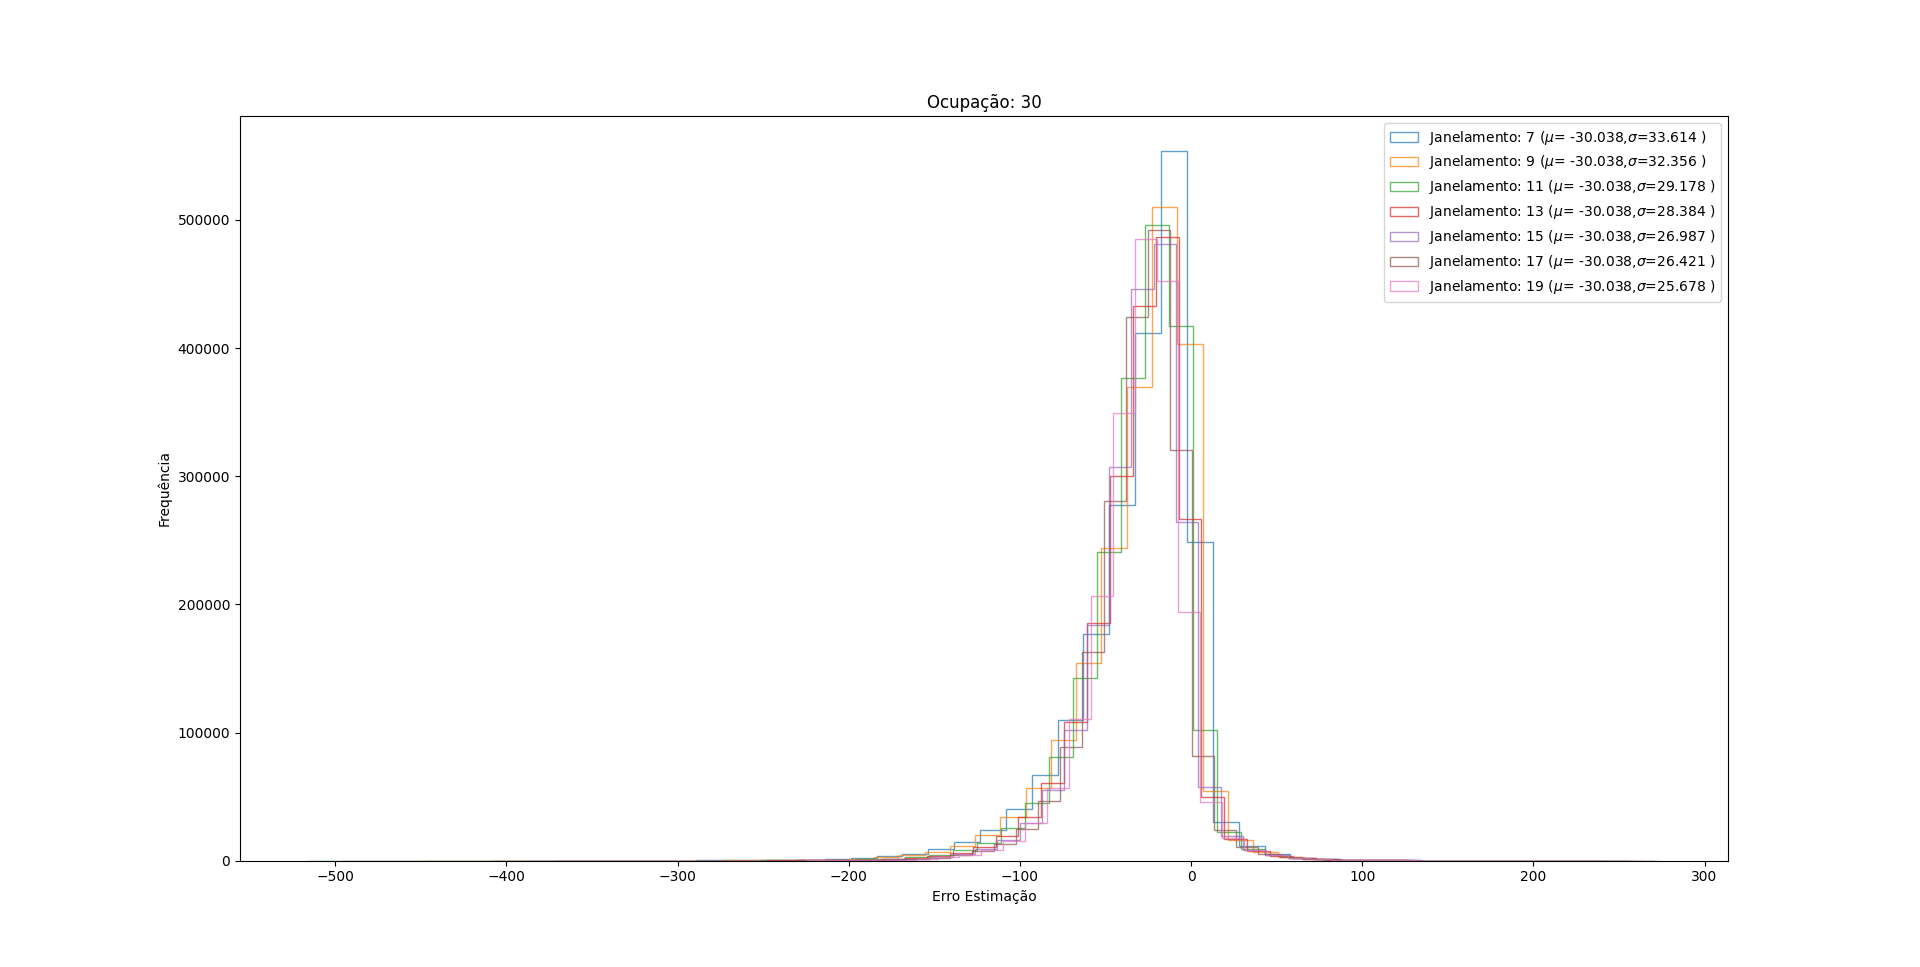 Ocupação: 30
Janelamento: 7 (μ= -30.038,σ=33.614 )
Janelamento: 9 (μ= -30.038,σ=32.356 )
Janelamento: 11 (μ= -30.038,σ=29.178 )
Janelamento: 13 (μ= -30.038,σ=28.384 )
Janelamento: 15 (μ= -30.038,σ=26.987 )
Janelamento: 17 (μ= -30.038,σ=26.421 )
Janelamento: 19 (μ= -30.038,σ=25.678 )
500000
400000
300000
200000
100000
0
Frequência
−500 −400 −300 −200 −100 0 100 200 300
Erro Estimação